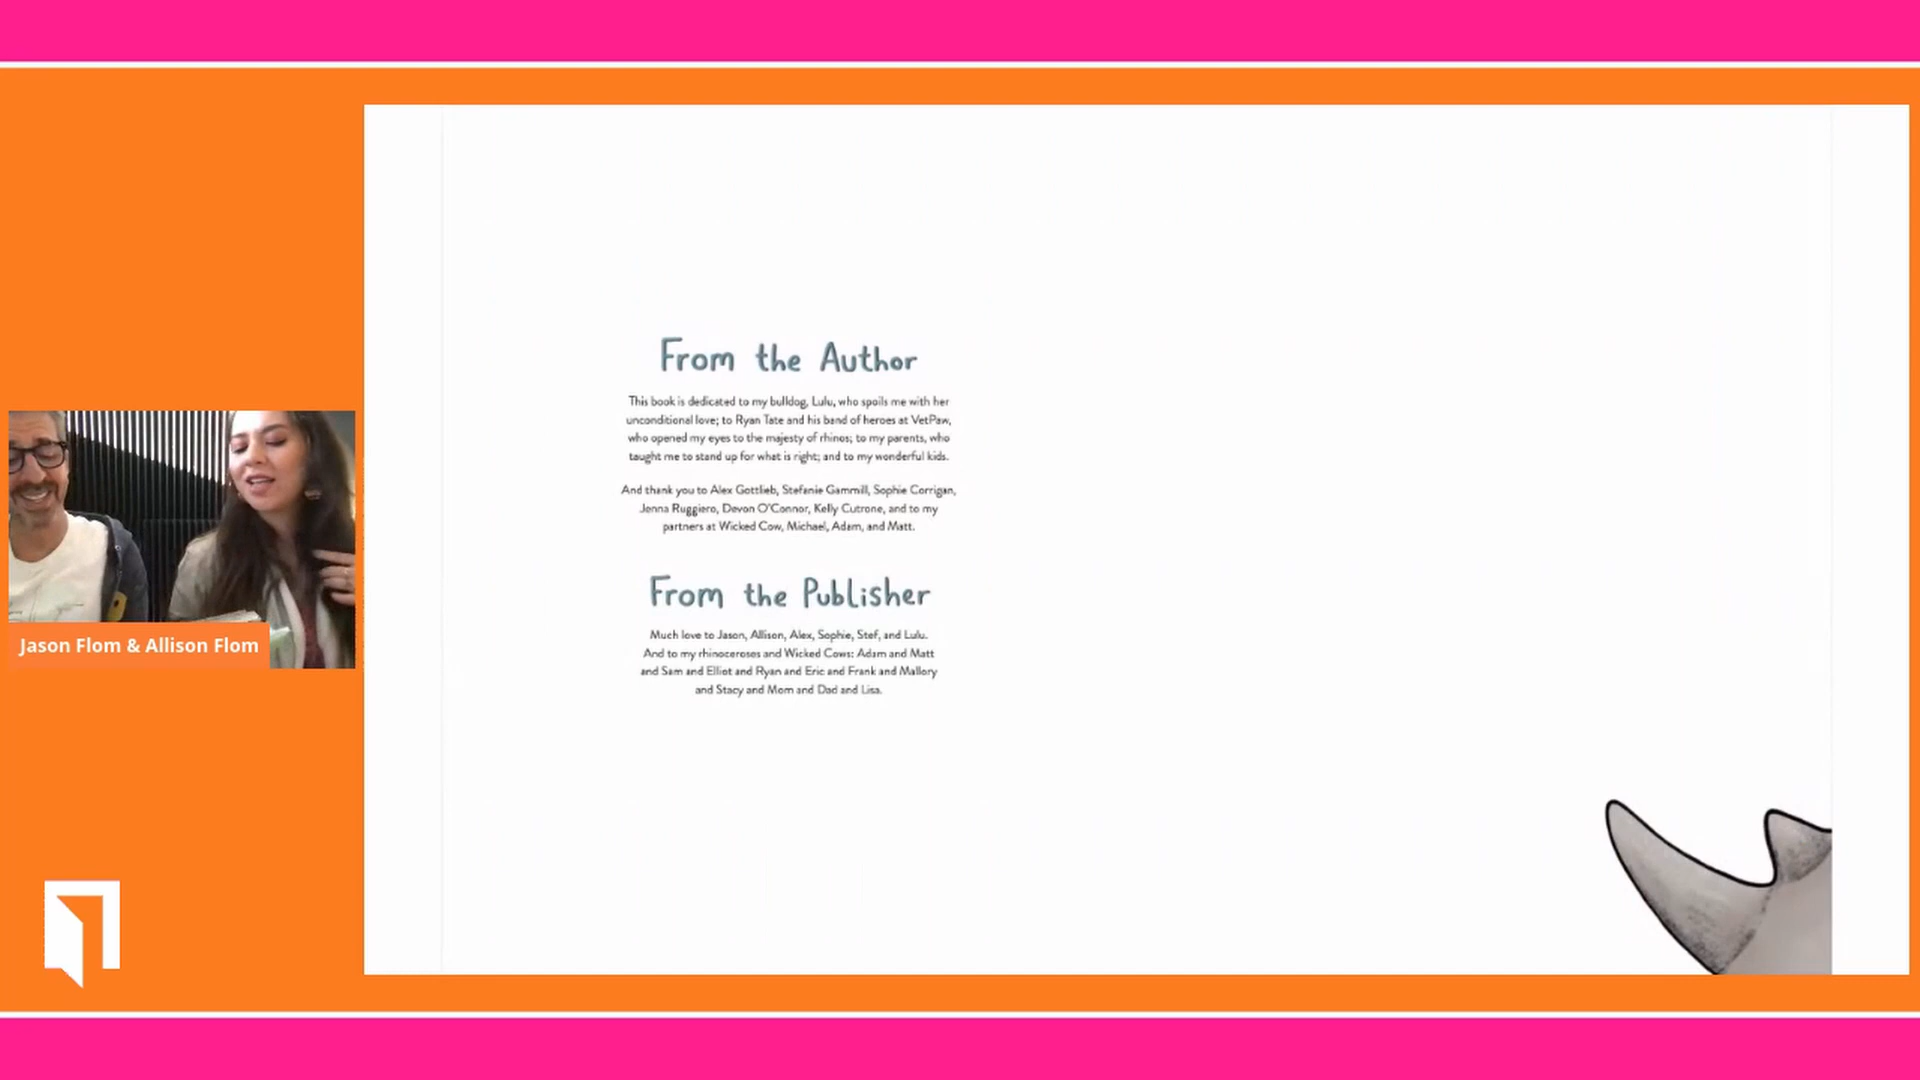 From the Author
This book is dedicated to my bulldog, Lulu, who spoils me with her
unconditional love; to Ryan Tate and his band of heroes at VetPaw,
who opened my eyes to the majesty of rhinos; to my parents, who
taught me to stand up for what is right; and to my wonderful kids.
And thank you to Alex Gottlieb, Stefanie Gammill, Sophie Corrigan,
Jenna Ruggiero, Devon O'Connor, Kelly Cutrone, and to my
partners at Wicked Cow, Michael, Adam, and Matt.
From the Publisher
Much love to Jason, Allison, Alex, Sophie, Stef, and Lulu.
And to my rhinoceroses and Wicked Cows: Adam and Matt
and Sam and Elliot and Ryan and Eric and Frank and Mallory
and Stacy and Mom and Dad and Lisa.
Jason Flom & Allison Flom